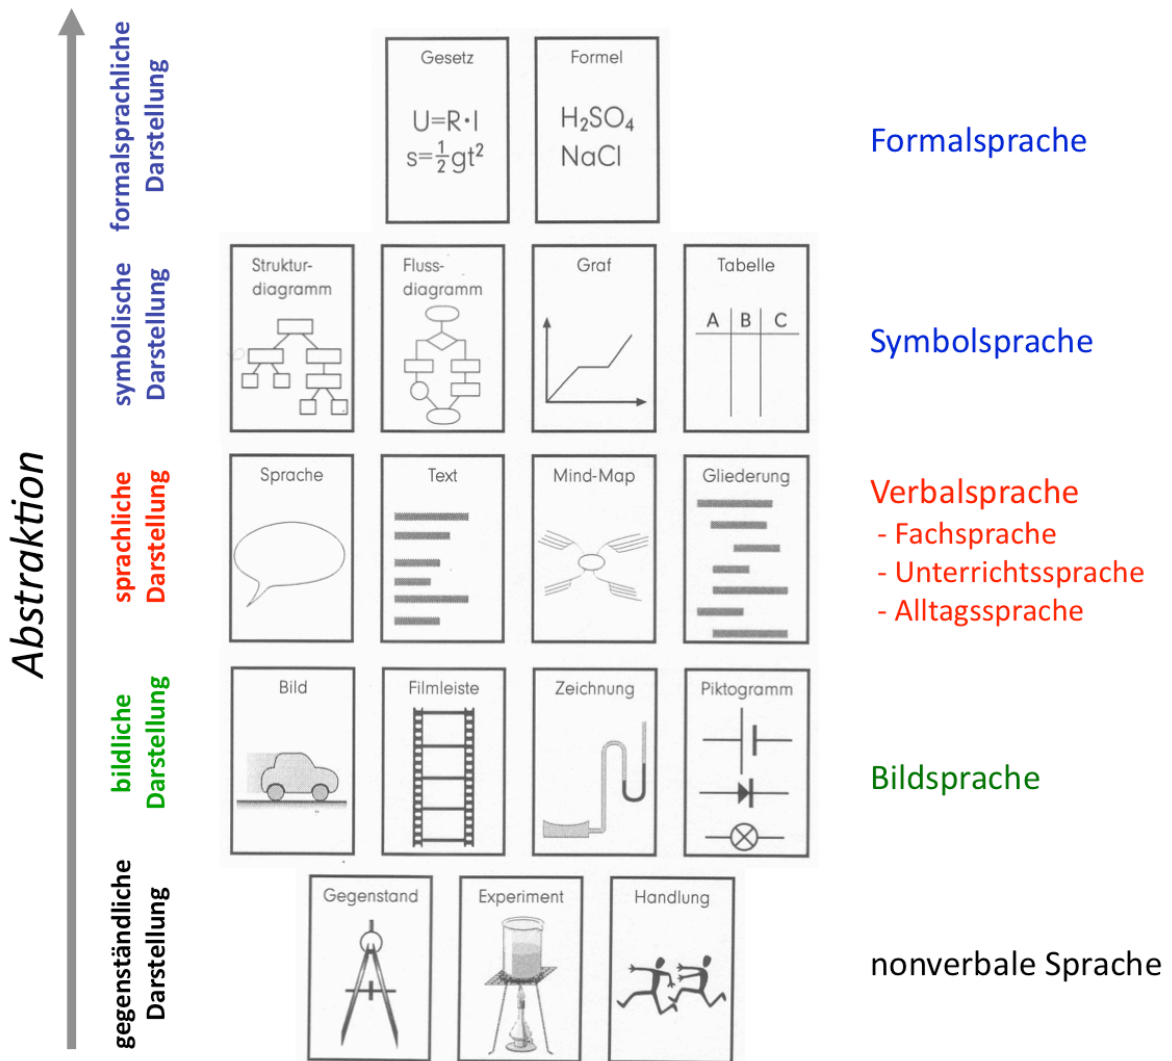 formalsprachliche
Darstellung
Gesetz
U=R•I
s=½gt²
Formel
H₂SO₄
NaCl
Formalsprache
symbolische
Darstellung
Struktur-
diagramm
Fluss-
diagramm
Graf
Tabelle
A B C
Symbolsprache
Abstraktion
sprachliche
Darstellung
Sprache
Text
Mind-Map
Gliederung
Verbalsprache
- Fachsprache
- Unterrichtssprache
- Alltagssprache
bildliche
Darstellung
Bild
Filmleiste
Zeichnung
Piktogramm
Bildsprache
gegenständliche
Darstellung
Gegenstand
Experiment
Handlung
nonverbale Sprache